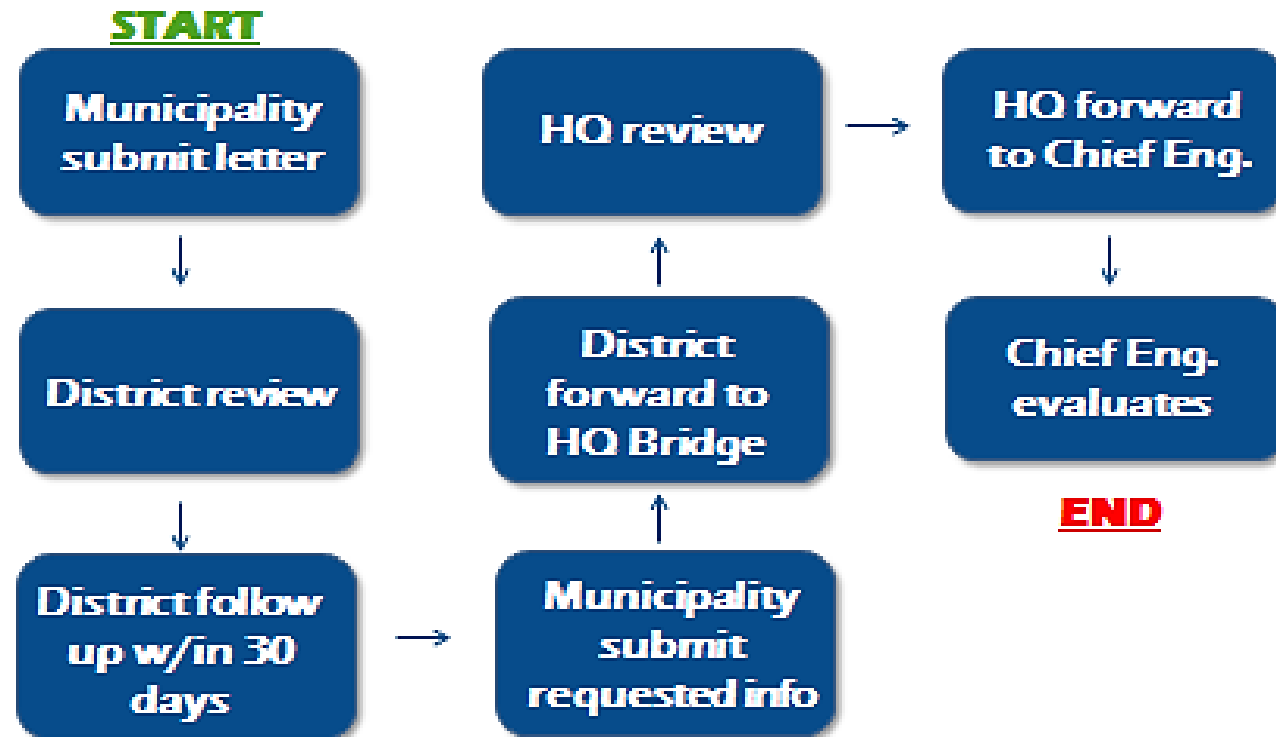 START
Municipality
submit letter
District review
District follow
up w/in 30
days
Municipality
submit
requested info
District
forward to
HQ Bridge
HQ review
HQ forward
to Chief Eng.
Chief Eng.
evaluates
END